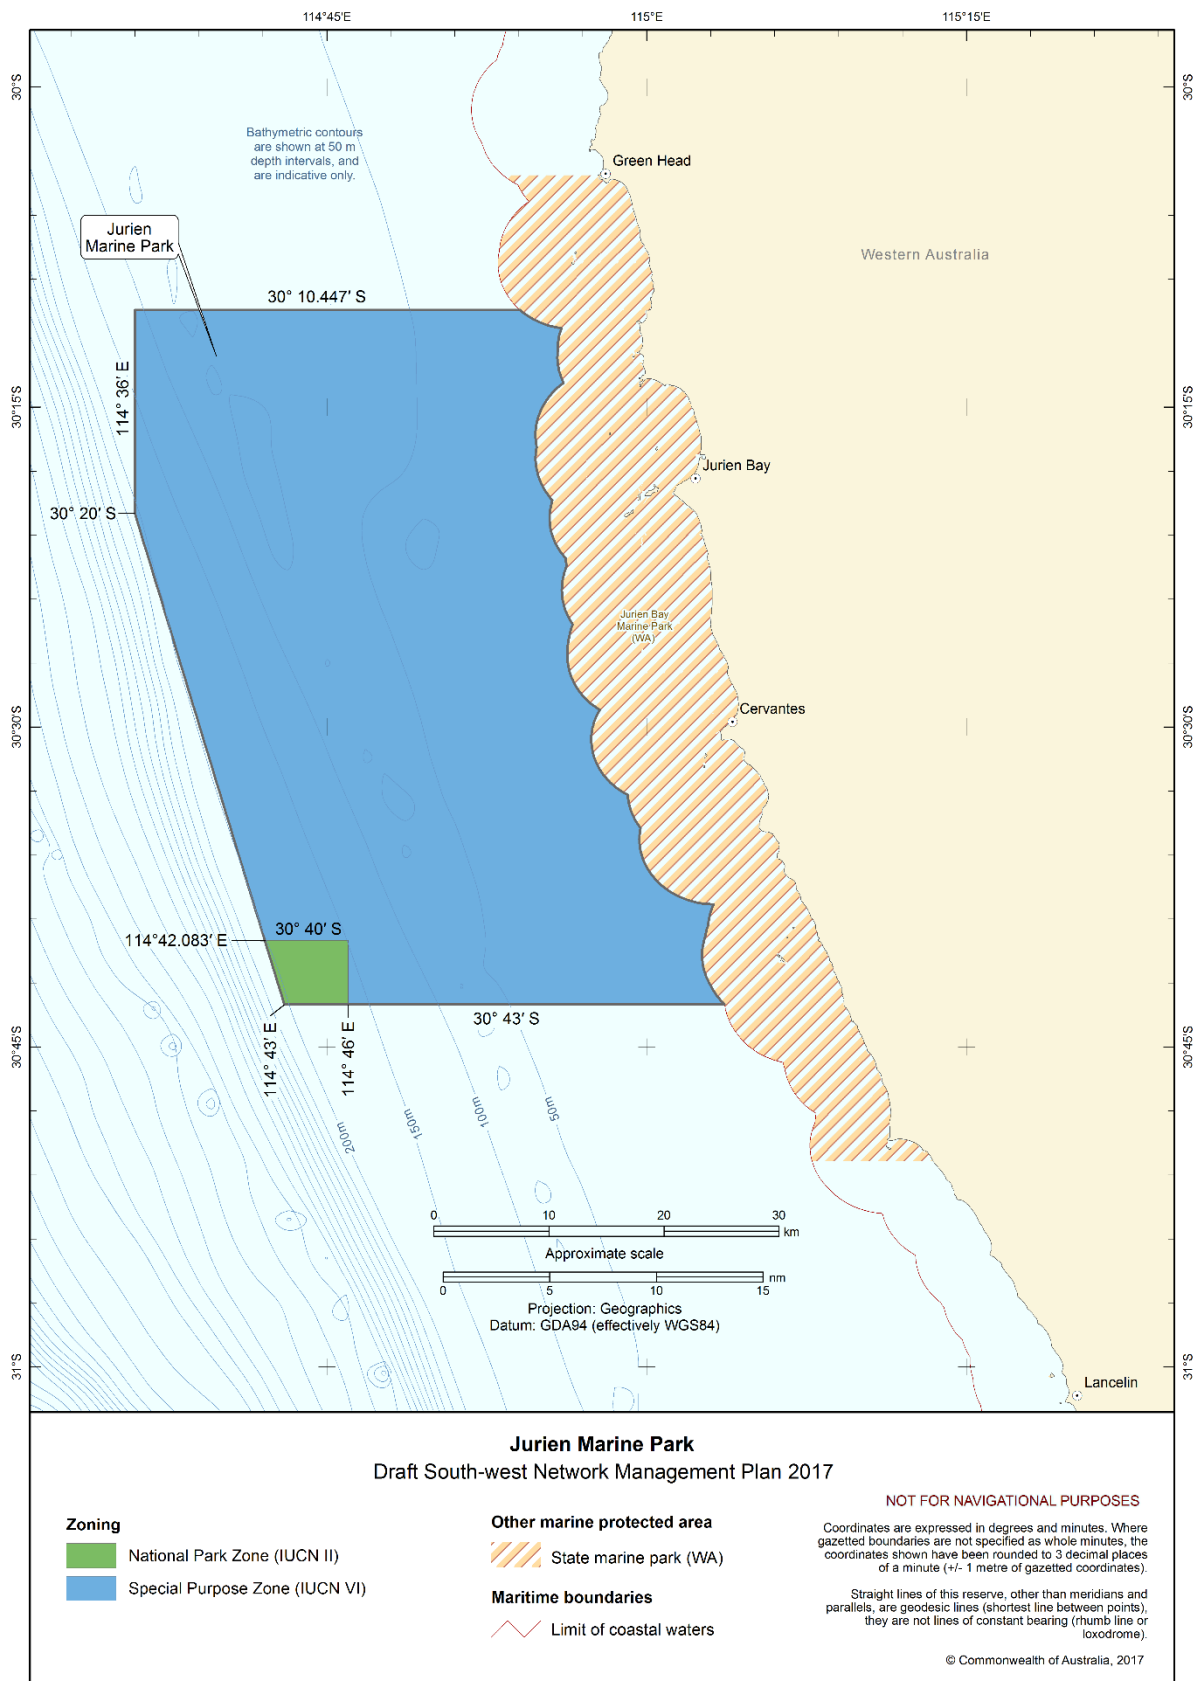 114°45'E
115°E
115°15'E
30°S
30°S
Bathymetric contours
are shown at 50 m
depth intervals, and
are indicative only.
Green Head
Jurien
Marine Park
Western Australia
30° 10.447' S
114° 36' E
30°15'S
30°15'S
Jurien Bay
30° 20' S
Jurien Bay
Marine Park
(WA)
Cervantes
30°30'S
30°30'S
30° 40' S
114°42.083' E
30° 43' S
114° 43' E
114° 46' E
30°45'S
30°45'S
200m
150m
100m
50m
0 10 20 30
km
Approximate scale
nm
0 5 10 15
Projection: Geographics
Datum: GDA94 (effectively WGS84)
31°S
31°S
Lancelin
Jurien Marine Park
Draft South-west Network Management Plan 2017
Zoning
National Park Zone (IUCN II)
Special Purpose Zone (IUCN VI)
Other marine protected area
State marine park (WA)
Maritime boundaries
Limit of coastal waters
NOT FOR NAVIGATIONAL PURPOSES
Coordinates are expressed in degrees and minutes. Where
gazetted boundaries are not specified as whole minutes, the
coordinates shown have been rounded to 3 decimal places
of a minute (+/- 1 metre of gazetted coordinates).
Straight lines of this reserve, other than meridians and
parallels, are geodesic lines (shortest line between points),
they are not lines of constant bearing (rhumb line or
loxodrome).
© Commonwealth of Australia, 2017